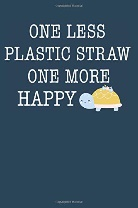 ONE LESS
PLASTIC STRAW
ONE MORE
HAPPY